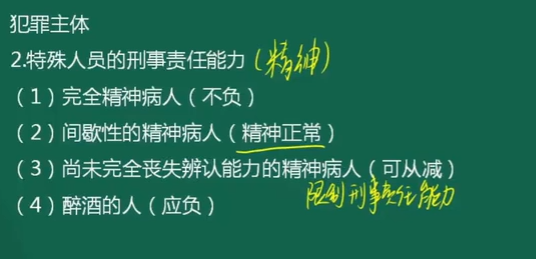 犯罪主体
2.特殊人员的刑事责任能力(精神)
（1）完全精神病人（不负）
（2）间歇性的精神病人（精神正常）
（3）尚未完全丧失辨认能力的精神病人（可从减）
限制刑事责任能力
（4）醉酒的人（应负）